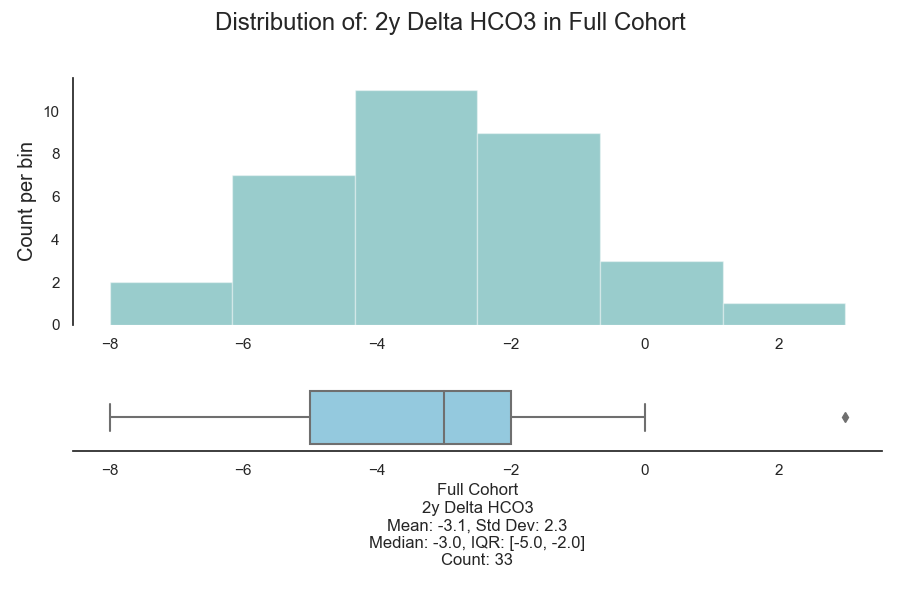 Distribution of: 2y Delta HCO3 in Full Cohort
Count per bin
10
8
6
4
2
0
−8 −6 −4 −2 0 2
−8 −6 −4 −2 0 2
Full Cohort
2y Delta HCO3
Mean: -3.1, Std Dev: 2.3
Median: -3.0, IQR: [-5.0, -2.0]
Count: 33